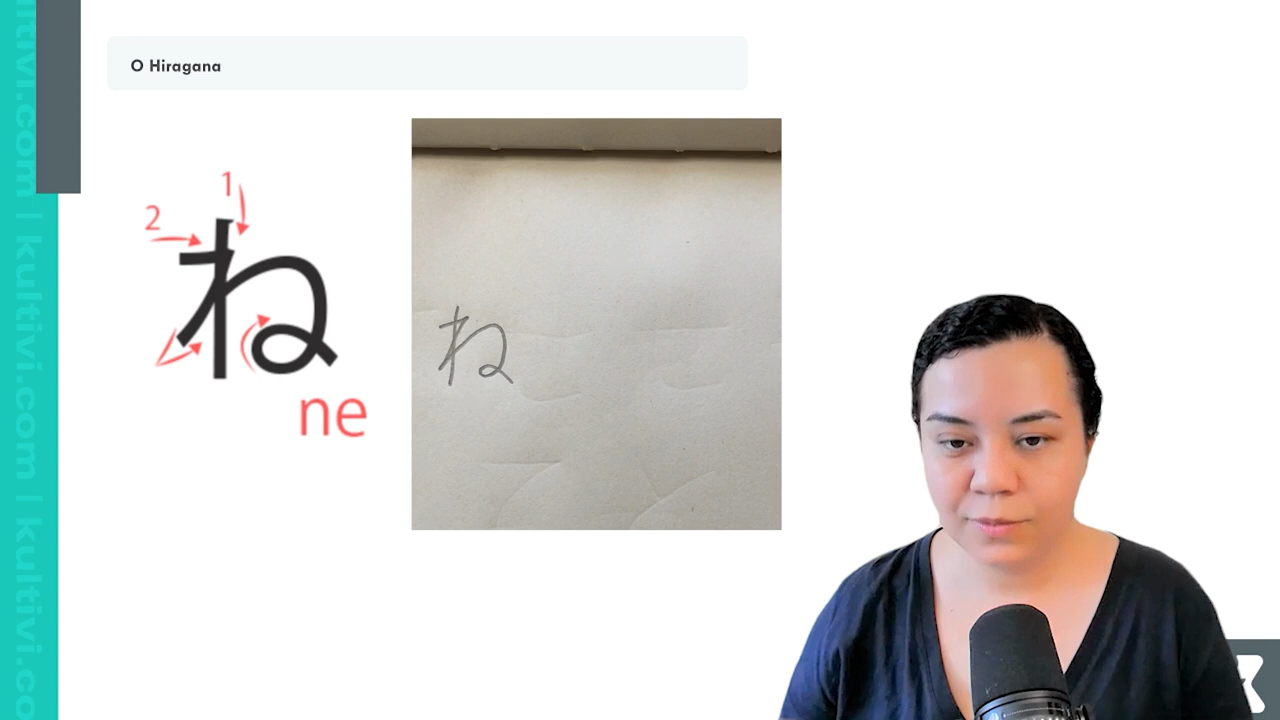 O Hiragana
1
2
ね
ne
ね
kultivi.com | kultivi.com | kultivi.co